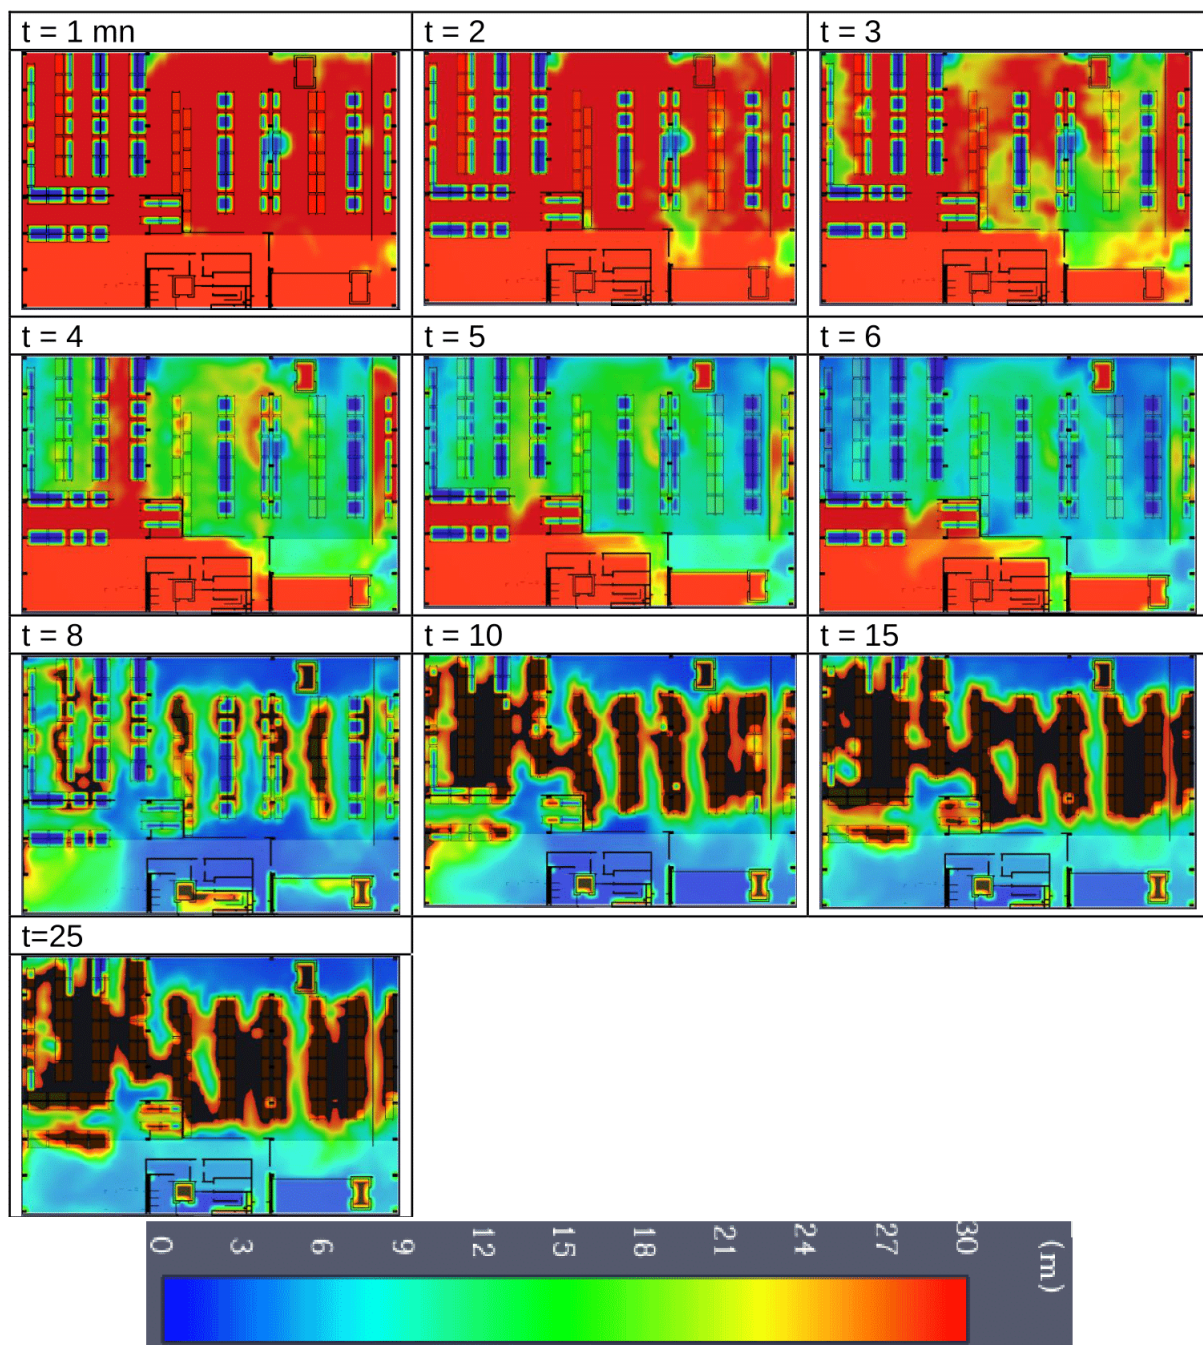 t = 1 mn
t = 2
t = 3
t = 4
t = 5
t = 6
t = 8
t = 10
t = 15
t=25
0 3 6 9 12 15 18 21 24 27 30 (m)